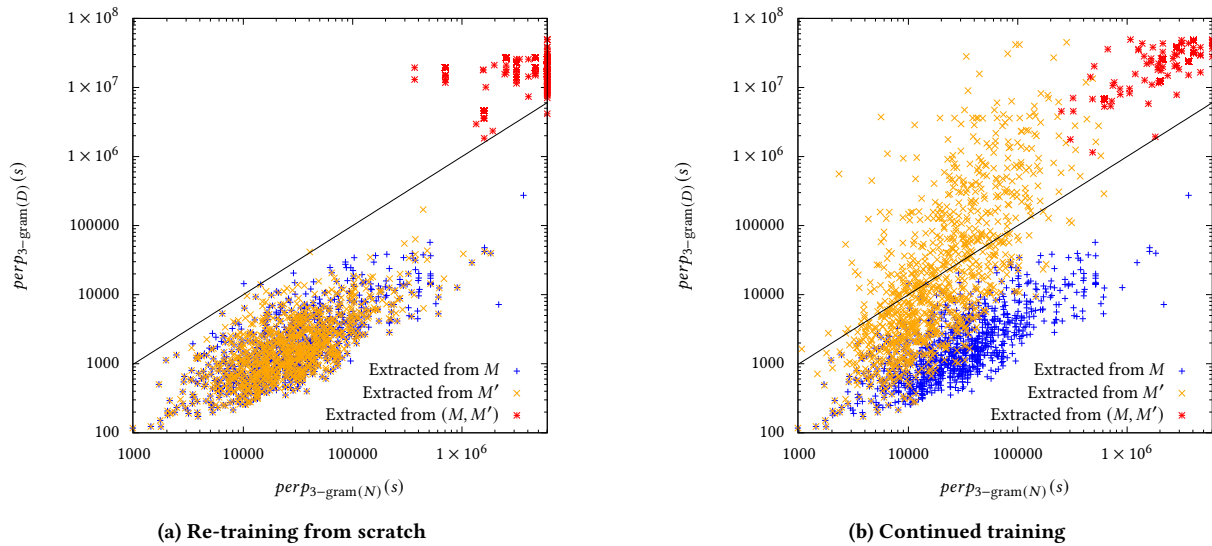 1 × 10^8
1 × 10^7
1 × 10^6
100000
10000
1000
100
perp_{3−gram(D)}(s)
Extracted from M
Extracted from M′
Extracted from (M, M′)
1000
10000
100000
1 × 10^6
perp_{3−gram(N)}(s)
(a) Re-training from scratch
1 × 10^8
1 × 10^7
1 × 10^6
100000
10000
1000
100
perp_{3−gram(D)}(s)
Extracted from M
Extracted from M′
Extracted from (M, M′)
1000
10000
100000
1 × 10^6
perp_{3−gram(N)}(s)
(b) Continued training